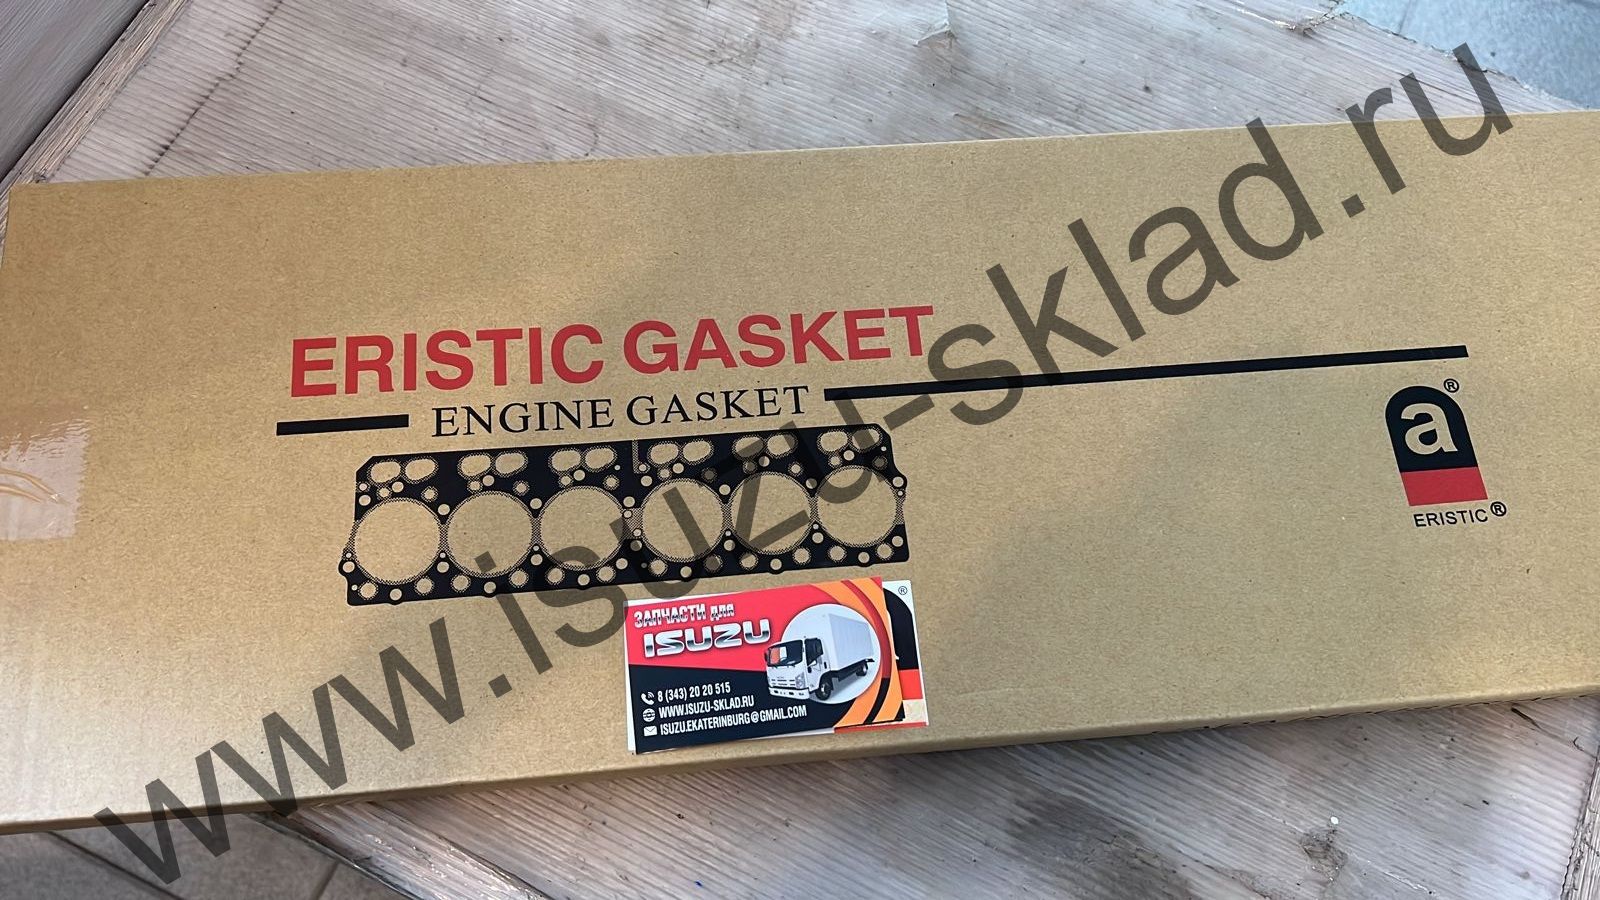 www.isuzu-sklad.ru
ERISTIC GASKET
ENGINE GASKET
®
a
ERISTIC®
®
ЗАПЧАСТИ для
ISUZU
8 (343) 20 20 515
WWW.ISUZU-SKLAD.RU
ISUZU.EKATERINBURG@GMAIL.COM